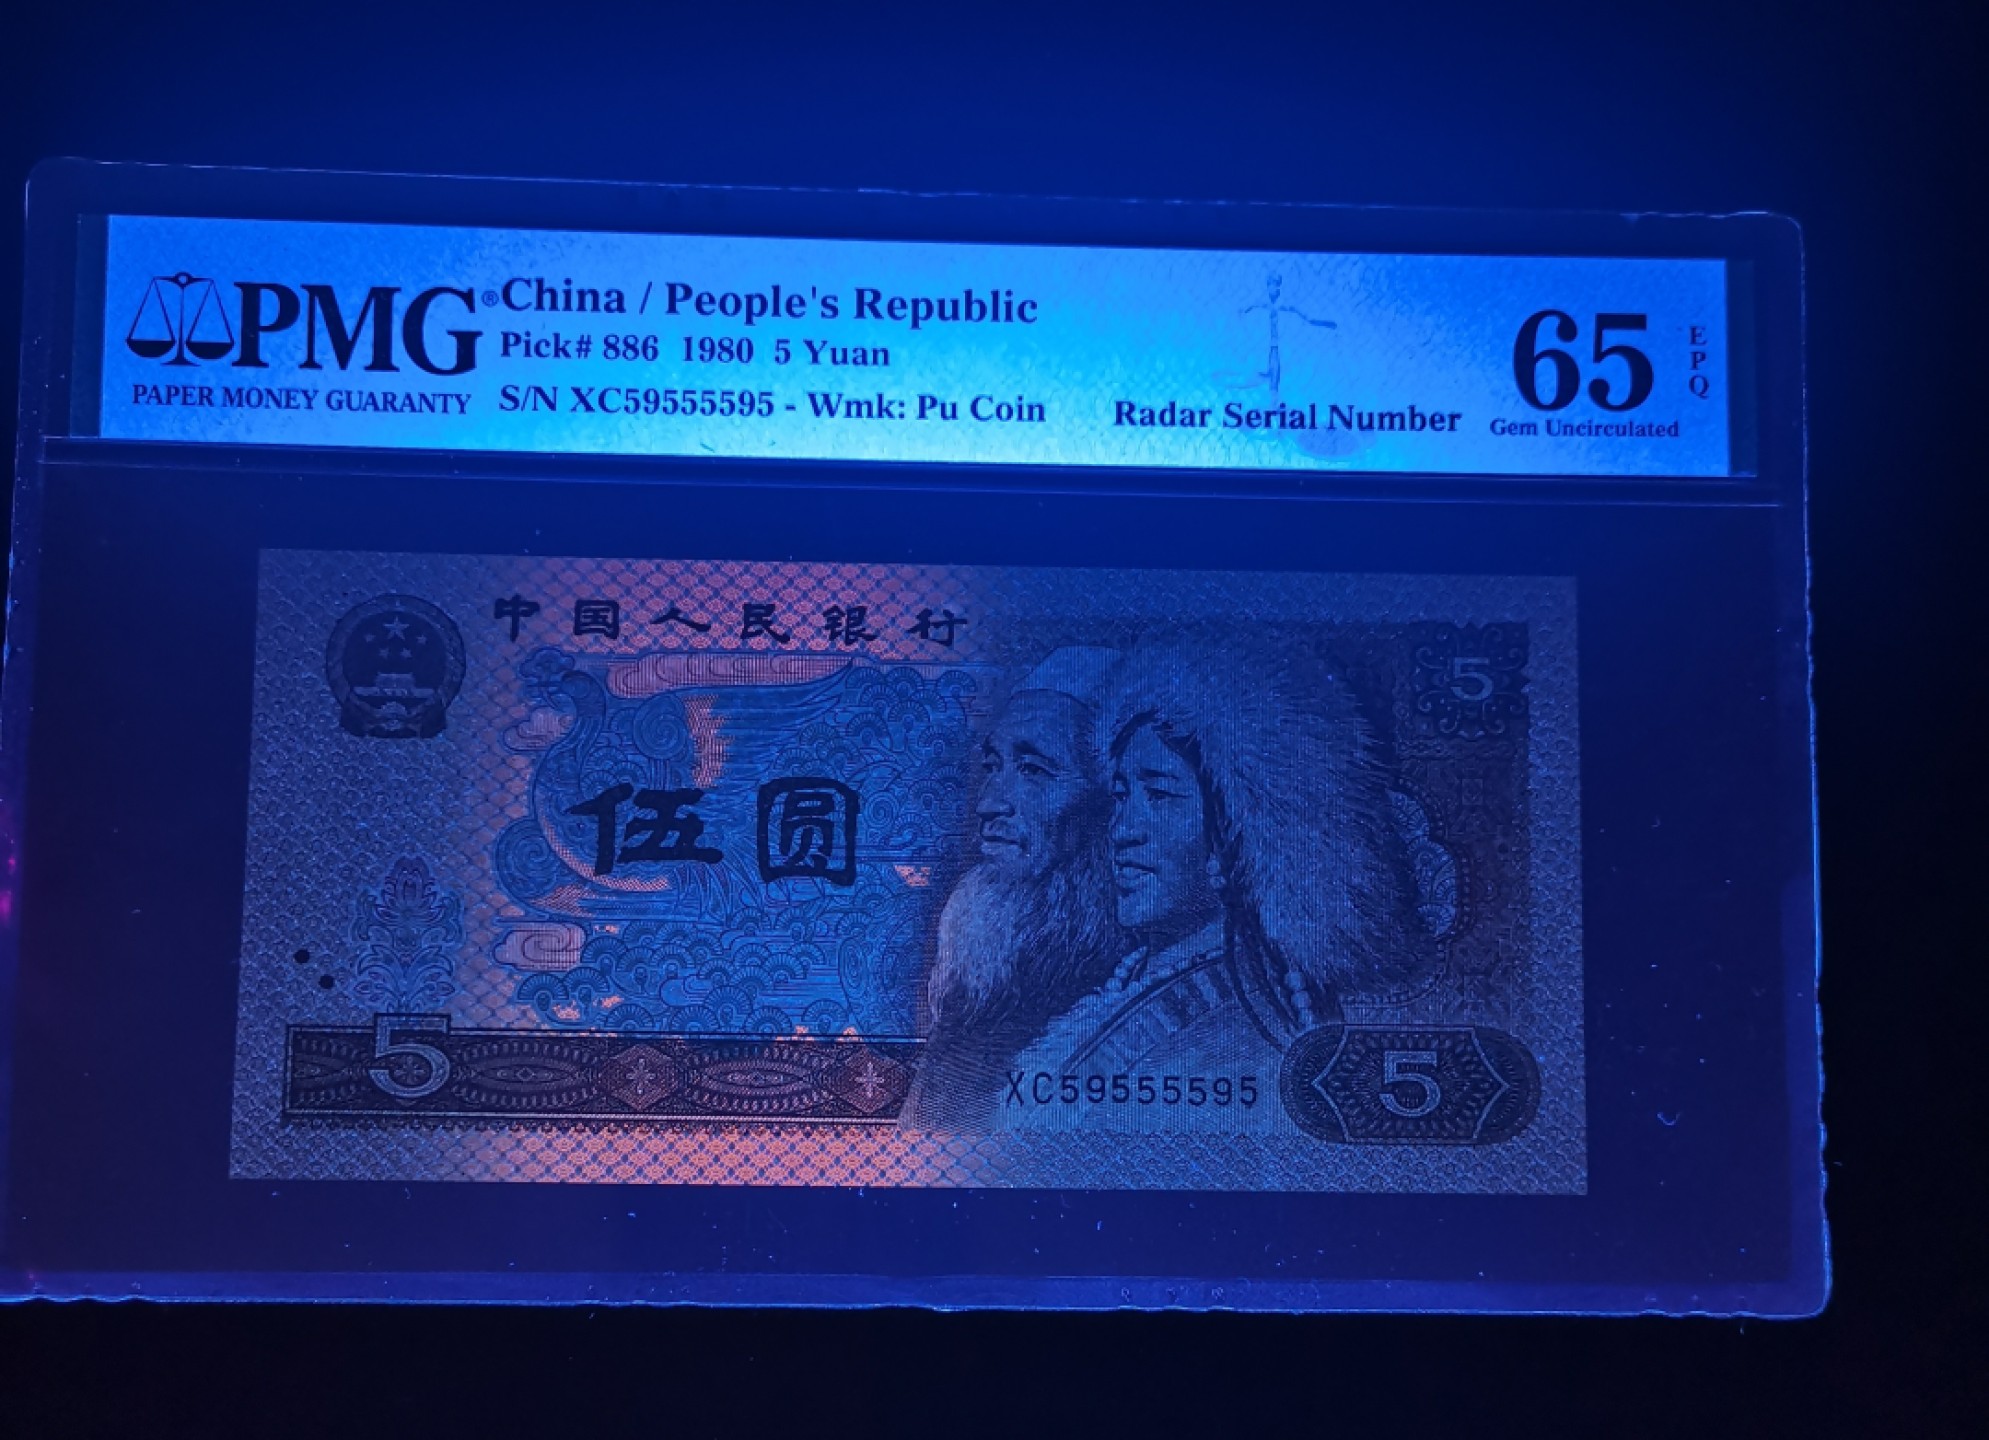 PMG®
PAPER MONEY GUARANTY
China / People's Republic
Pick# 886 1980 5 Yuan
S/N XC59555595 - Wmk: Pu Coin
Radar Serial Number
65
EPQ
Gem Uncirculated
中国人民银行
5
伍圆
5
XC59555595
5